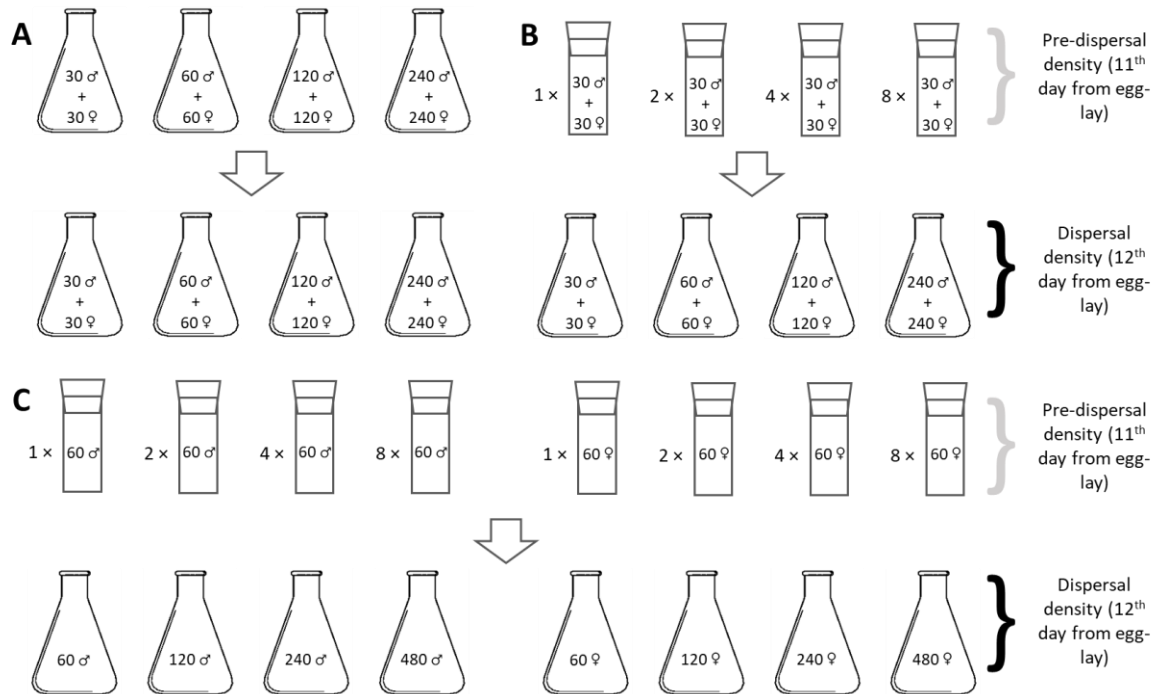 A
30 ♂
+
30 ♀
60 ♂
+
60 ♀
120 ♂
+
120 ♀
240 ♂
+
240 ♀
B
1 ×
30 ♂
+
30 ♀
2 ×
30 ♂
+
30 ♀
4 ×
30 ♂
+
30 ♀
8 ×
30 ♂
+
30 ♀
Pre-dispersal
density (11th
day from egg-
lay)
30 ♂
+
30 ♀
60 ♂
+
60 ♀
120 ♂
+
120 ♀
240 ♂
+
240 ♀
30 ♂
+
30 ♀
60 ♂
+
60 ♀
120 ♂
+
120 ♀
240 ♂
+
240 ♀
Dispersal
density (12th
day from egg-
lay)
C
1 × 60 ♂
2 × 60 ♂
4 × 60 ♂
8 × 60 ♂
1 × 60 ♀
2 × 60 ♀
4 × 60 ♀
8 × 60 ♀
Pre-dispersal
density (11th
day from egg-
lay)
60 ♂
120 ♂
240 ♂
480 ♂
60 ♀
120 ♀
240 ♀
480 ♀
Dispersal
density (12th
day from egg-
lay)